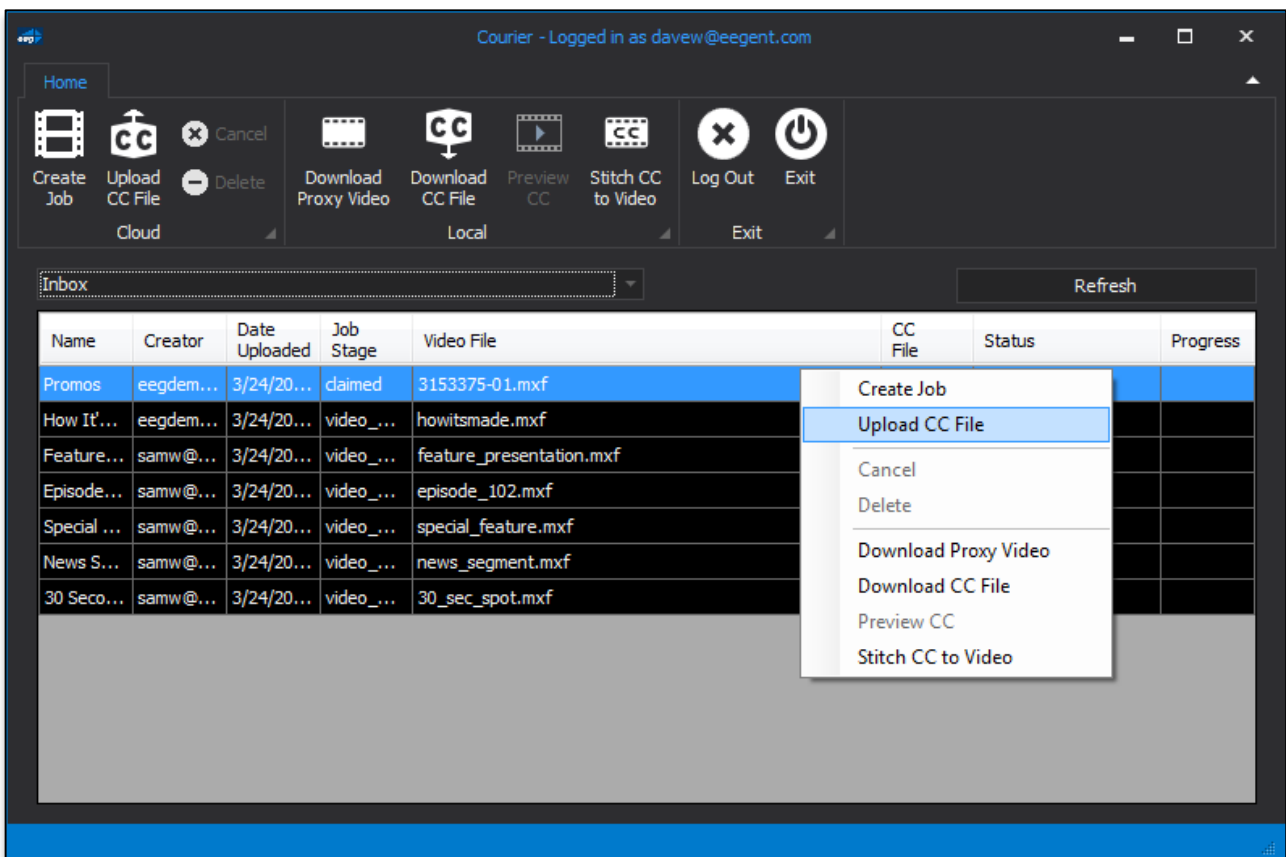 eeg
Courier - Logged in as davew@eegent.com
Home
Create Job
Upload CC File
Cancel
Delete
Cloud
Download Proxy Video
Download CC File
Preview CC
Stitch CC to Video
Local
Log Out
Exit
Exit
Inbox
Refresh
Name Creator Date Uploaded Job Stage Video File CC File Status Progress
Promos eegdem... 3/24/20... claimed 3153375-01.mxf
How It'... eegdem... 3/24/20... video_... howitsmade.mxf
Feature... samw@... 3/24/20... video_... feature_presentation.mxf
Episode... samw@... 3/24/20... video_... episode_102.mxf
Special ... samw@... 3/24/20... video_... special_feature.mxf
News S... samw@... 3/24/20... video_... news_segment.mxf
30 Seco... samw@... 3/24/20... video_... 30_sec_spot.mxf
Create Job
Upload CC File
Cancel
Delete
Download Proxy Video
Download CC File
Preview CC
Stitch CC to Video